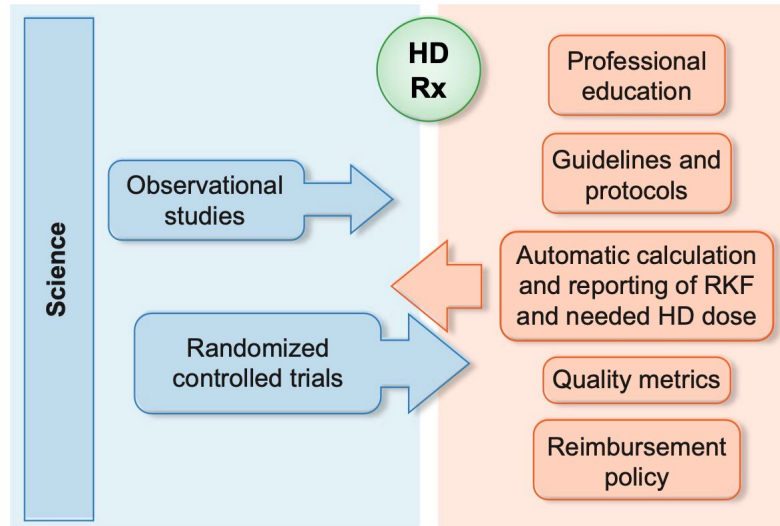 Science
Observational
studies
Randomized
controlled trials
HD
Rx
Professional
education
Guidelines and
protocols
Automatic calculation
and reporting of RKF
and needed HD dose
Quality metrics
Reimbursement
policy